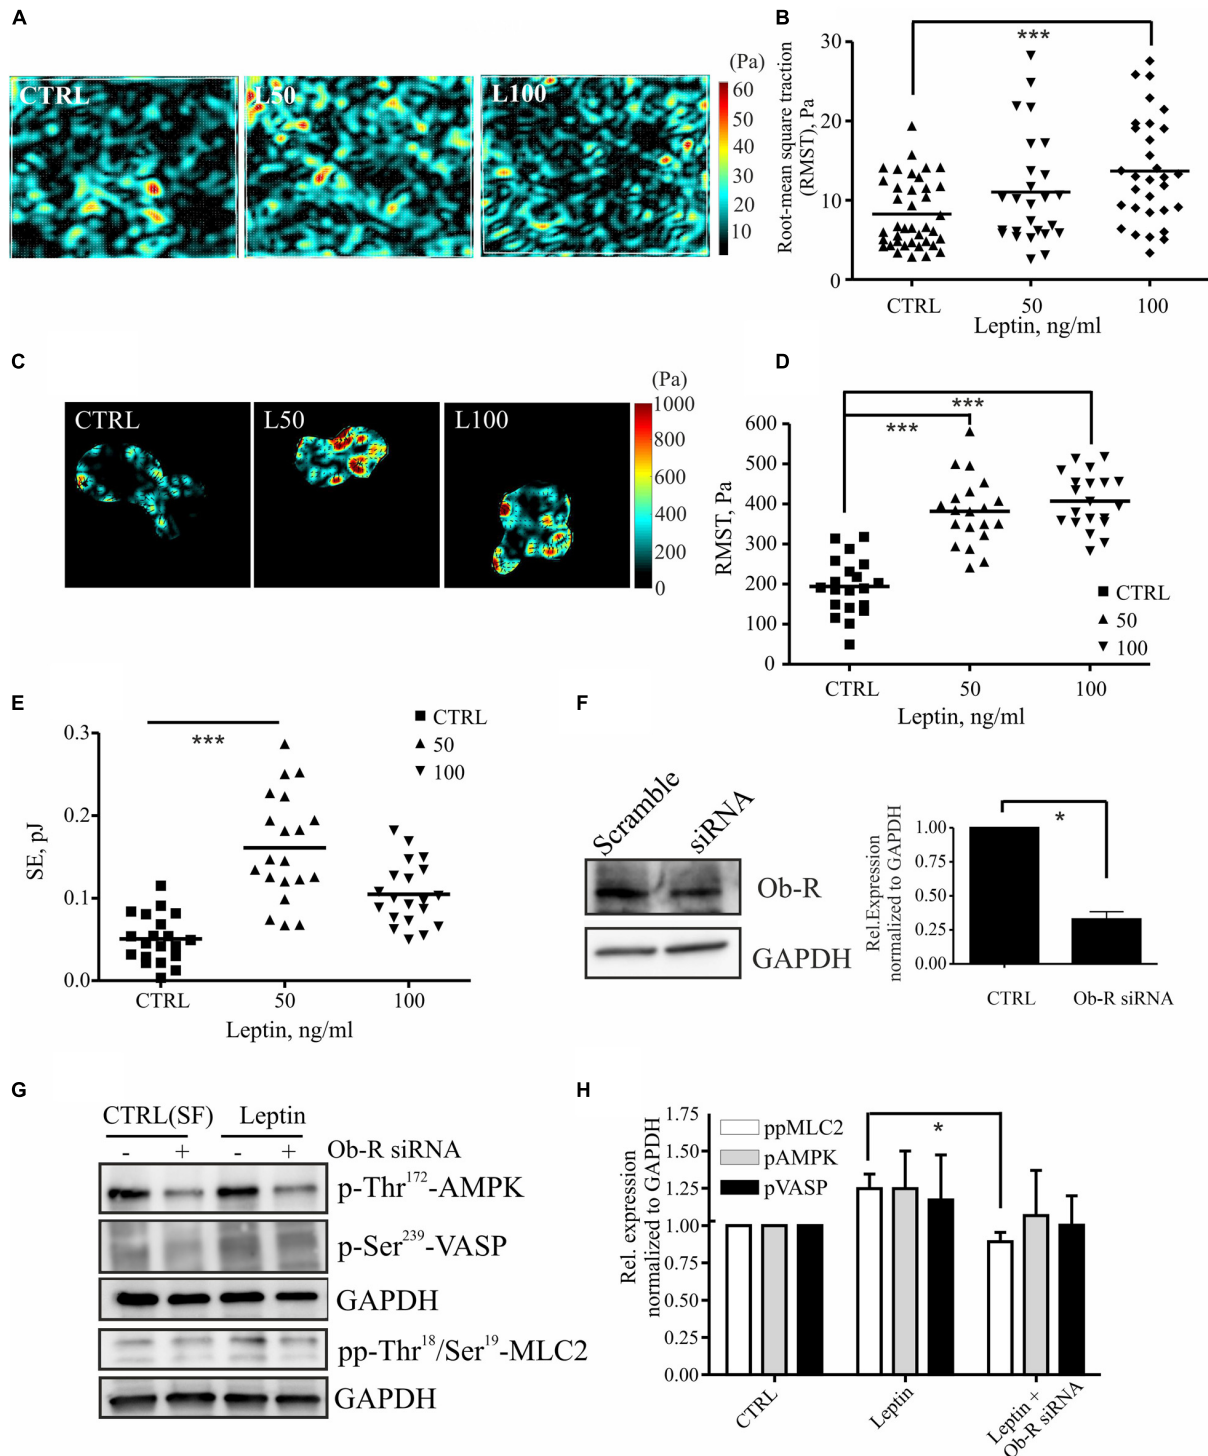 A
CTRL
L50
L100
(Pa)
60
50
40
30
20
10
B
***
Root-mean square traction
(RMST), Pa
30
20
10
0
CTRL
50
100
Leptin, ng/ml
C
CTRL
L50
L100
(Pa)
1000
800
600
400
200
0
D
***
***
RMST, Pa
600
500
400
300
200
100
0
CTRL
50
100
CTRL
50
100
Leptin, ng/ml
E
***
SE, pJ
0.3
0.2
0.1
0.0
CTRL
50
100
CTRL
50
100
Leptin, ng/ml
F
Scramble
siRNA
Ob-R
GAPDH
*
Rel.Expression
normalized to GAPDH
1.00
0.75
0.50
0.25
0.00
CTRL
Ob-R siRNA
G
CTRL(SF)
Leptin
- + - + Ob-R siRNA
p-Thr172-AMPK
p-Ser239-VASP
GAPDH
pp-Thr18/Ser19-MLC2
GAPDH
H
*
Rel. expression
normalized to GAPDH
1.75
1.50
1.25
1.00
0.75
0.50
0.25
0.00
ppMLC2
pAMPK
pVASP
CTRL
Leptin
Leptin +
Ob-R siRNA